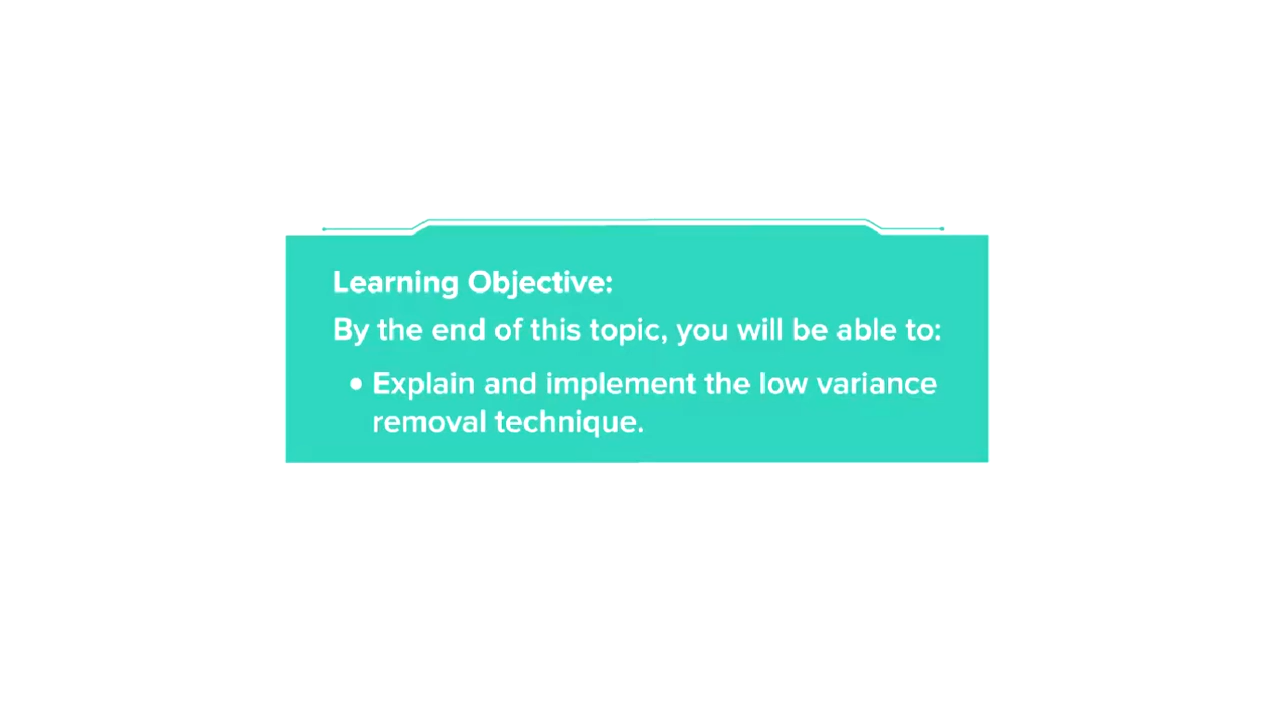 Learning Objective:
By the end of this topic, you will be able to:
• Explain and implement the low variance
removal technique.